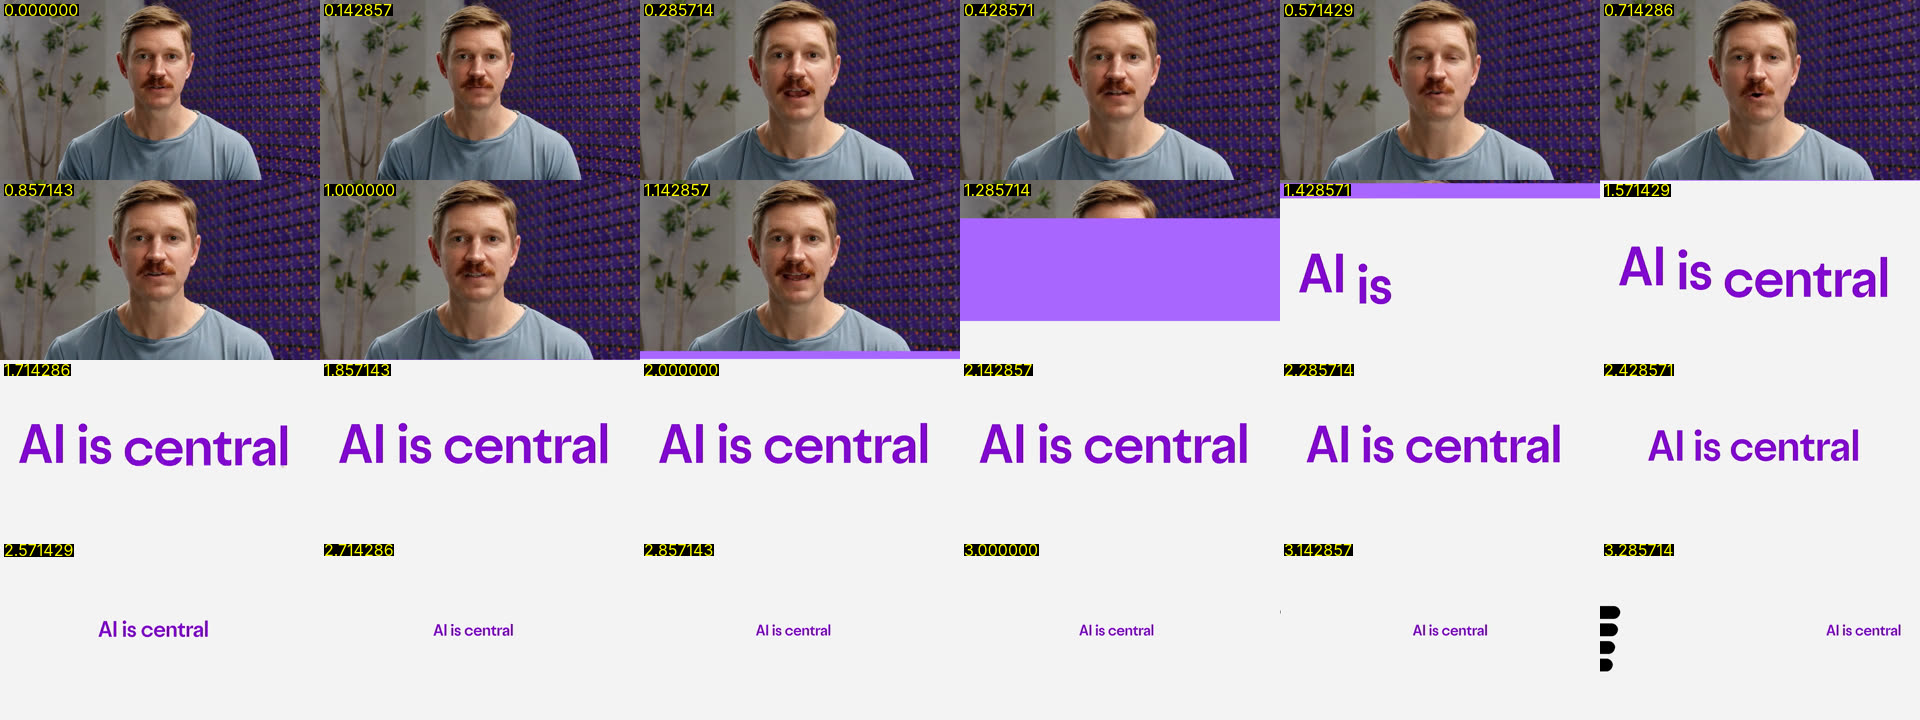 0.000000 0.142857 0.285714 0.428571 0.571429 0.714286
0.857143 1.000000 1.142857 1.285714 1.428571 1.571429
AI is
AI is central
1.714286 1.857143 2.000000 2.142857 2.285714 2.428571
AI is central AI is central AI is central AI is central AI is central AI is central
2.571429 2.714286 2.857143 3.000000 3.142857 3.285714
AI is central AI is central AI is central AI is central AI is central AI is central